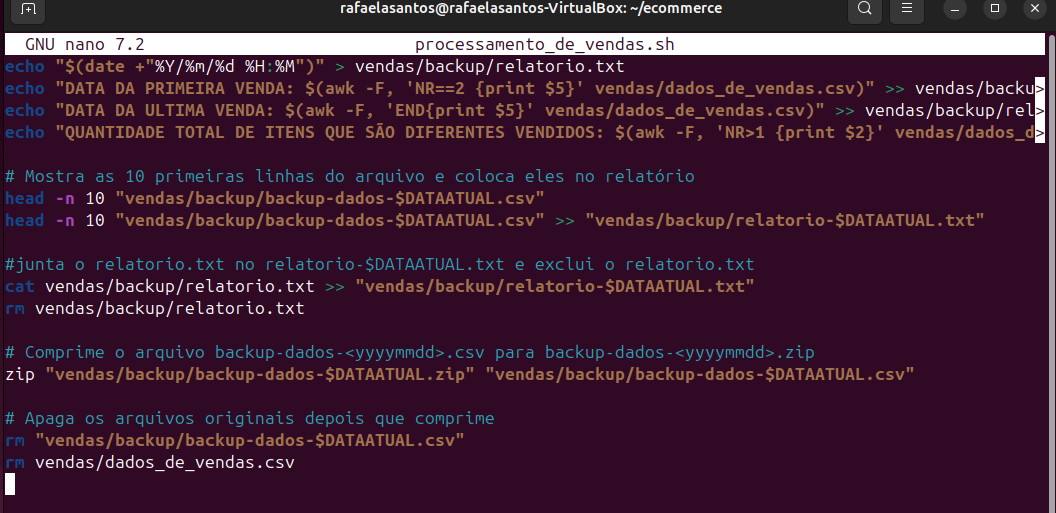 rafaelasantos@rafaelasantos-VirtualBox: ~/ecommerce
GNU nano 7.2 processamento_de_vendas.sh
echo "$(date +"%Y/%m/%d %H:%M")" > vendas/backup/relatorio.txt
echo "DATA DA PRIMEIRA VENDA: $(awk -F, 'NR==2 {print $5}' vendas/dados_de_vendas.csv)" >> vendas/backu>
echo "DATA DA ULTIMA VENDA: $(awk -F, 'END{print $5}' vendas/dados_de_vendas.csv)" >> vendas/backup/rel>
echo "QUANTIDADE TOTAL DE ITENS QUE SÃO DIFERENTES VENDIDOS: $(awk -F, 'NR>1 {print $2}' vendas/dados_d>
# Mostra as 10 primeiras linhas do arquivo e coloca eles no relatório
head -n 10 "vendas/backup/backup-dados-$DATAATUAL.csv"
head -n 10 "vendas/backup/backup-dados-$DATAATUAL.csv" >> "vendas/backup/relatorio-$DATAATUAL.txt"
#junta o relatorio.txt no relatorio-$DATAATUAL.txt e exclui o relatorio.txt
cat vendas/backup/relatorio.txt >> "vendas/backup/relatorio-$DATAATUAL.txt"
rm vendas/backup/relatorio.txt
# Comprime o arquivo backup-dados-<yyyymmdd>.csv para backup-dados-<yyyymmdd>.zip
zip "vendas/backup/backup-dados-$DATAATUAL.zip" "vendas/backup/backup-dados-$DATAATUAL.csv"
# Apaga os arquivos originais depois que comprime
rm "vendas/backup/backup-dados-$DATAATUAL.csv"
rm vendas/dados_de_vendas.csv